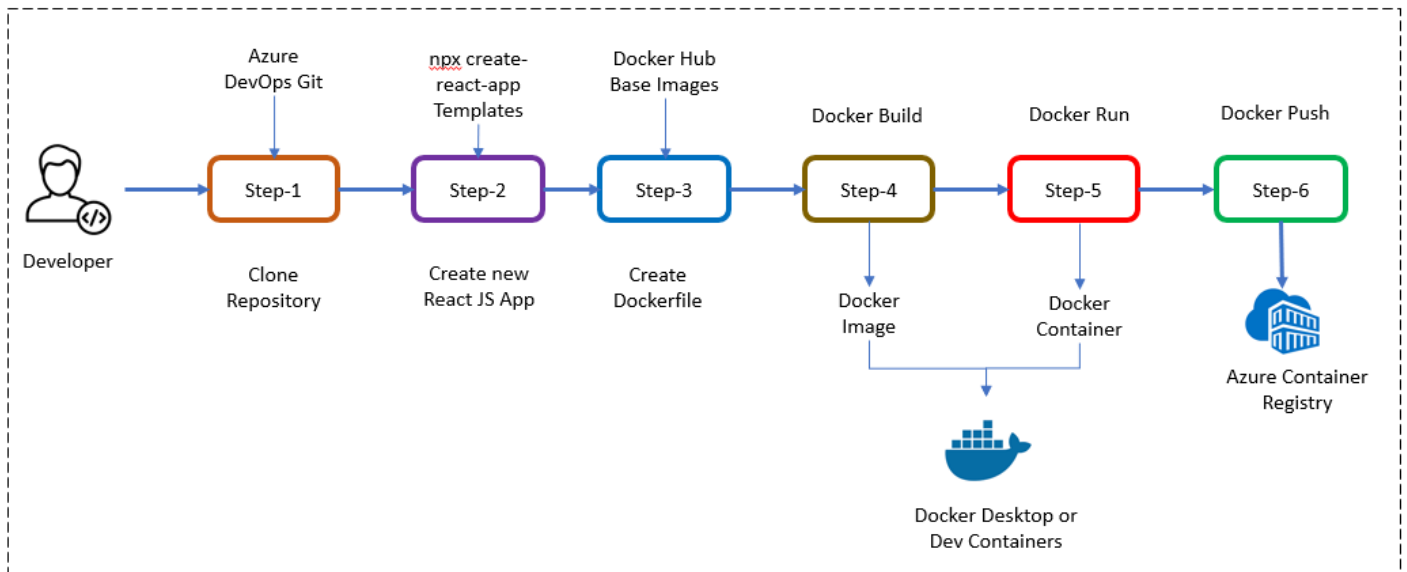 Azure
DevOps Git
npx create-
react-app
Templates
Docker Hub
Base Images
Docker Build
Docker Run
Docker Push
Step-1
Step-2
Step-3
Step-4
Step-5
Step-6
</>
Developer
Clone
Repository
Create new
React JS App
Create
Dockerfile
Docker
Image
Docker
Container
Azure Container
Registry
Docker Desktop or
Dev Containers